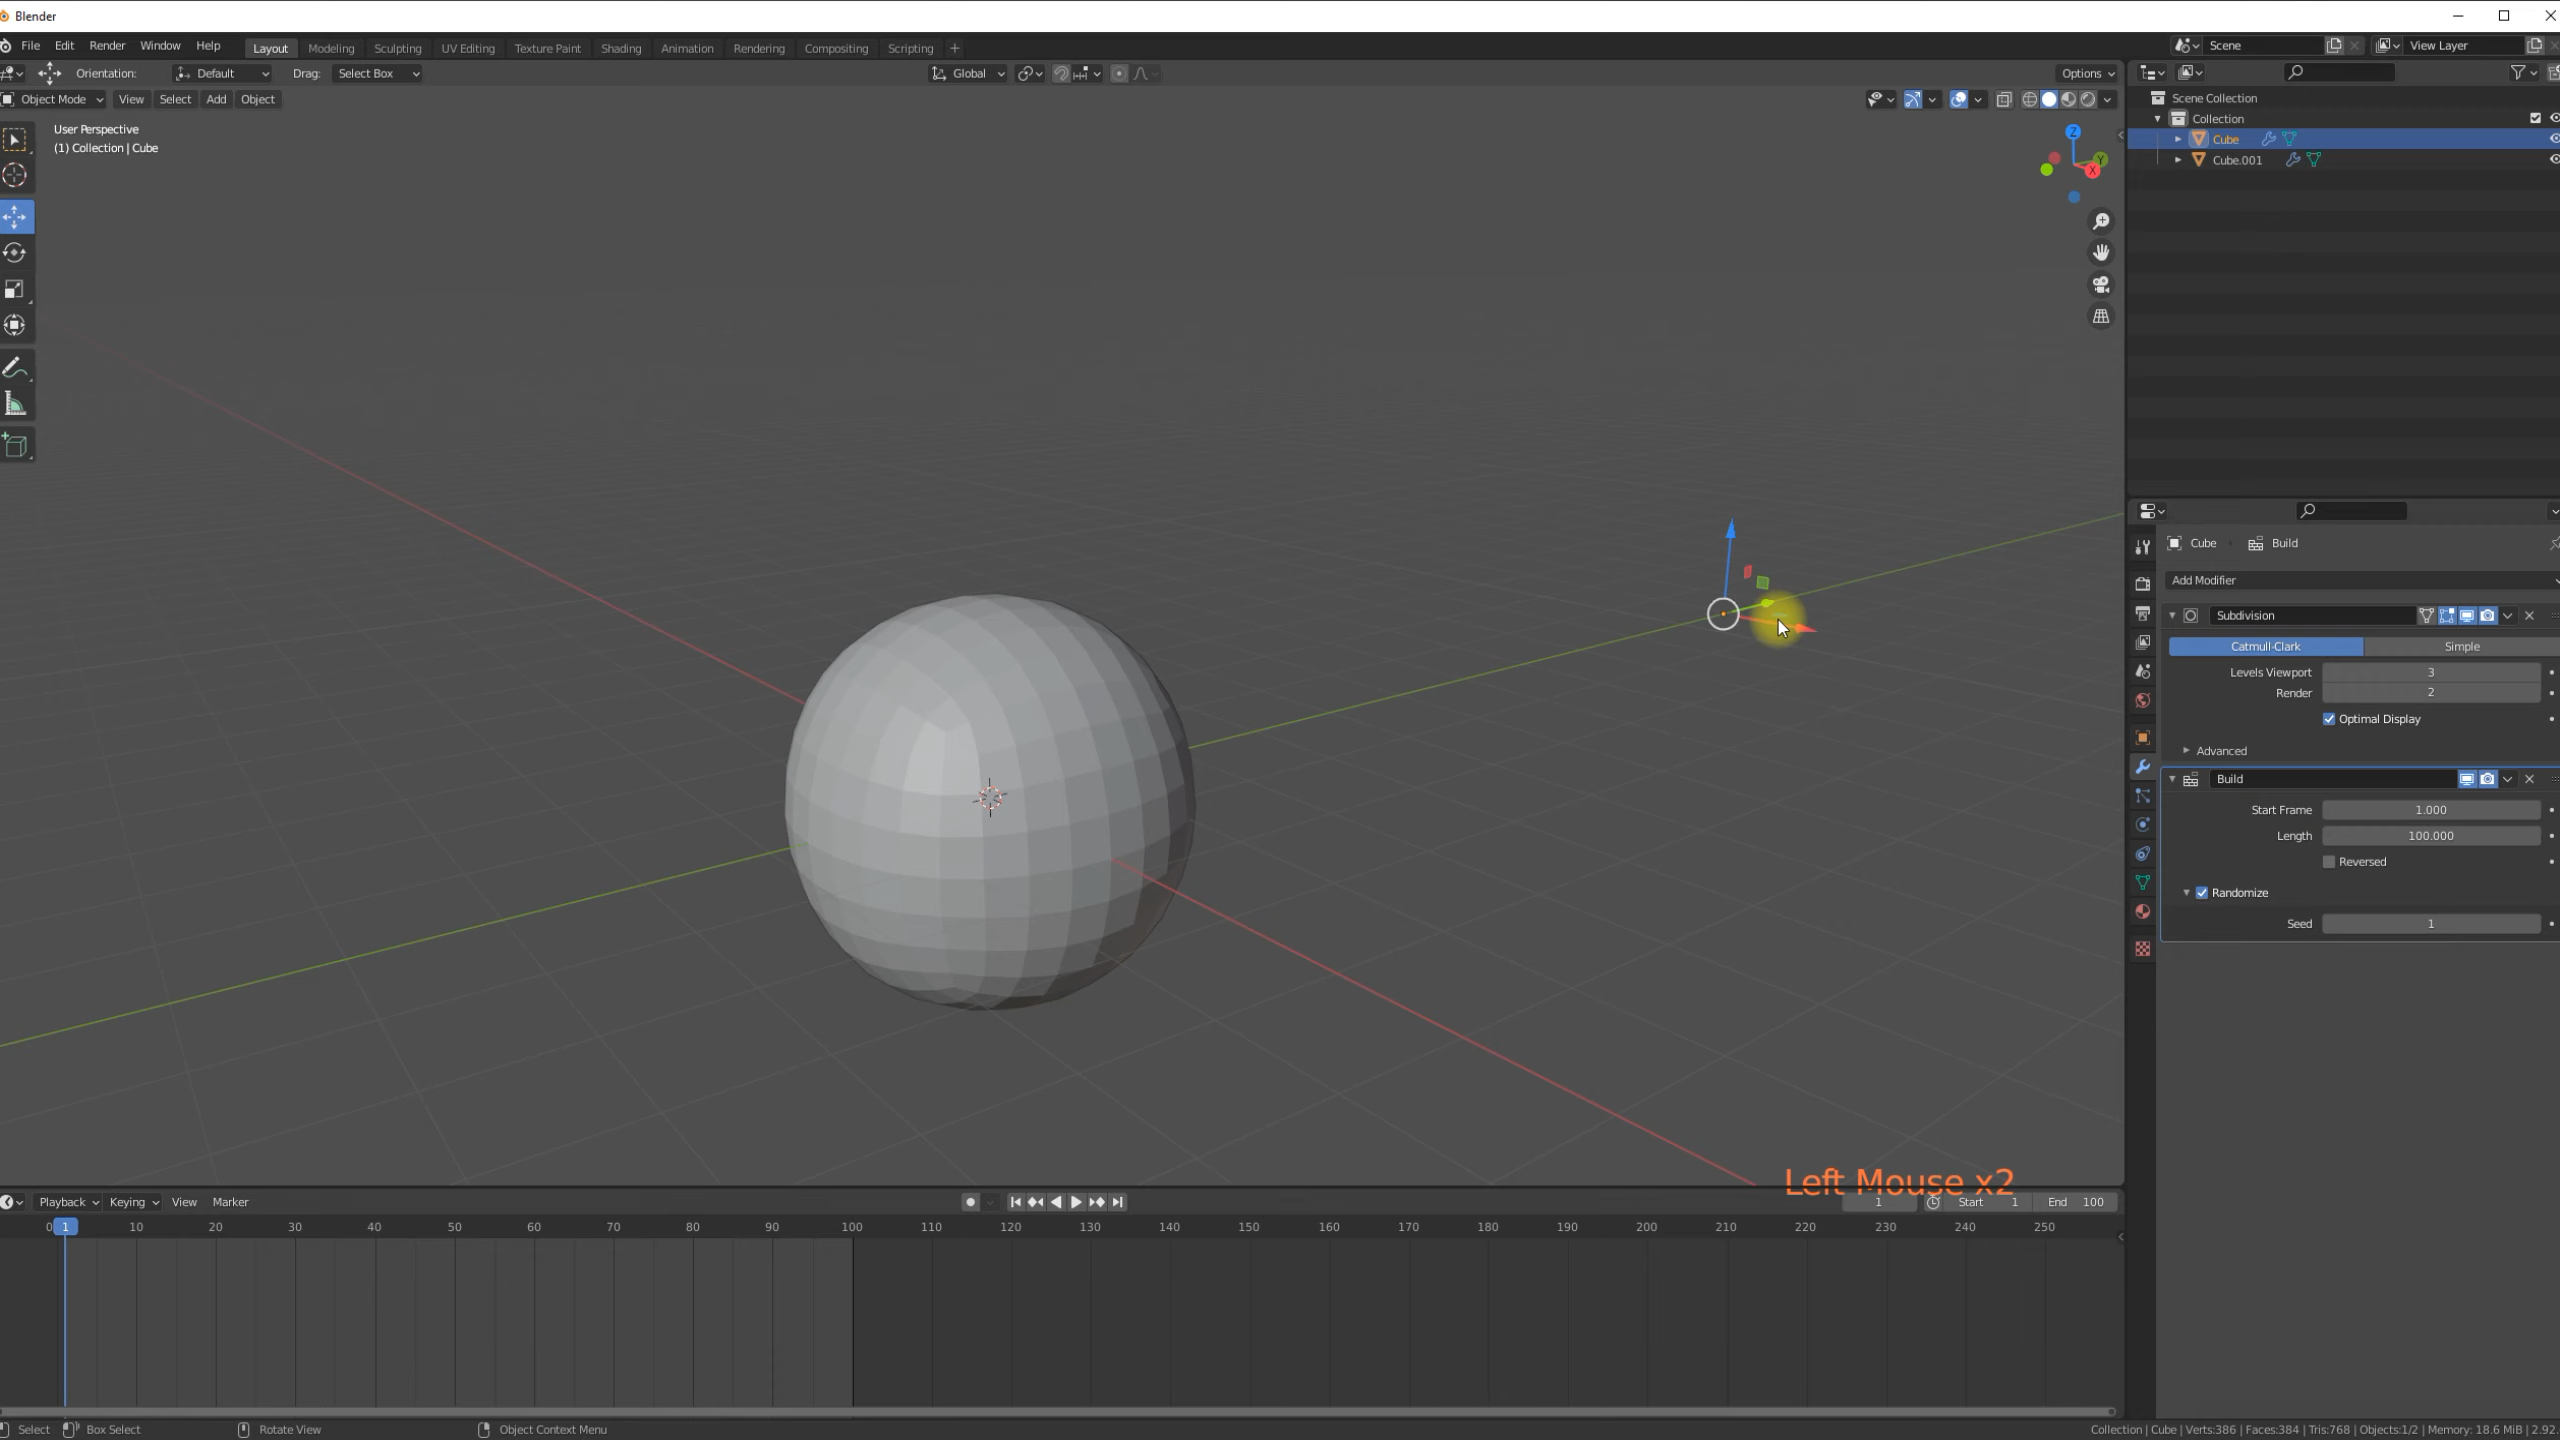 Blender
File Edit Render Window Help Layout Modeling Sculpting UV Editing Texture Paint Shading Animation Rendering Compositing Scripting + Scene View Layer
Orientation: Default Drag: Select Box Global Options
Object Mode View Select Add Object
User Perspective
(1) Collection | Cube
Z
Y
X
Scene Collection
Collection
Cube
Cube.001
Cube Build
Add Modifier
Subdivision
Catmull-Clark Simple
Levels Viewport 3
Render 2
Optimal Display
Advanced
Build
Start Frame 1.000
Length 100.000
Reversed
Randomize
Seed 1
Left Mouse x2
Playback Keying View Marker 1 Start 1 End 100
0 1 10 20 30 40 50 60 70 80 90 100 110 120 130 140 150 160 170 180 190 200 210 220 230 240 250
Select Box Select Rotate View Object Context Menu Collection | Cube | Verts:386 | Faces:384 | Tris:768 | Objects:1/2 | Memory: 18.6 MiB | 2.92.